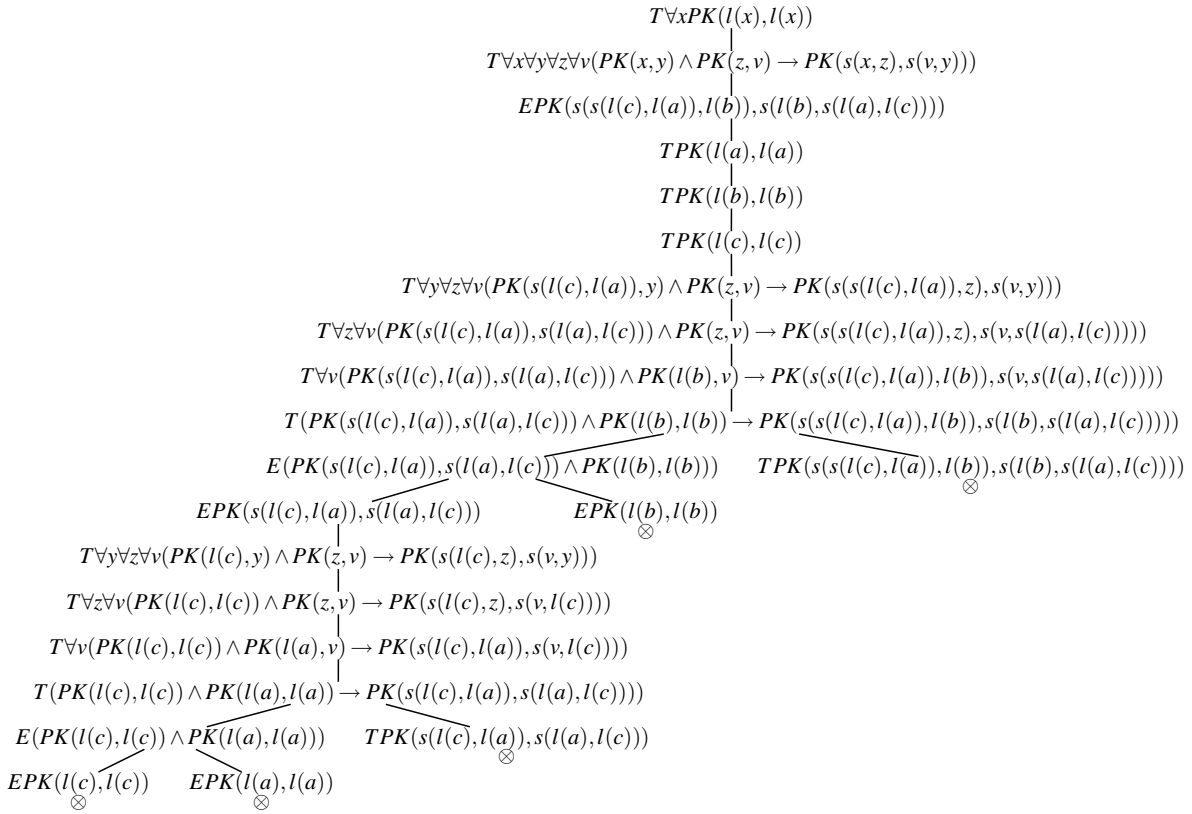 T∀xPK(l(x),l(x))
T∀x∀y∀z∀v(PK(x,y)∧PK(z,v)→PK(s(x,z),s(v,y)))
EPK(s(s(l(c),l(a)),l(b)),s(l(b),s(l(a),l(c))))
TPK(l(a),l(a))
TPK(l(b),l(b))
TPK(l(c),l(c))
T∀y∀z∀v(PK(s(l(c),l(a)),y)∧PK(z,v)→PK(s(s(l(c),l(a)),z),s(v,y)))
T∀z∀v(PK(s(l(c),l(a)),s(l(a),l(c)))∧PK(z,v)→PK(s(s(l(c),l(a)),z),s(v,s(l(a),l(c)))))
T∀v(PK(s(l(c),l(a)),s(l(a),l(c)))∧PK(l(b),v)→PK(s(s(l(c),l(a)),l(b)),s(v,s(l(a),l(c)))))
T(PK(s(l(c),l(a)),s(l(a),l(c)))∧PK(l(b),l(b))→PK(s(s(l(c),l(a)),l(b)),s(l(b),s(l(a),l(c)))))
E(PK(s(l(c),l(a)),s(l(a),l(c)))∧PK(l(b),l(b))) TPK(s(s(l(c),l(a)),l(b)),s(l(b),s(l(a),l(c))))
⊗
EPK(s(l(c),l(a)),s(l(a),l(c))) EPK(l(b),l(b))
⊗
T∀y∀z∀v(PK(l(c),y)∧PK(z,v)→PK(s(l(c),z),s(v,y)))
T∀z∀v(PK(l(c),l(c))∧PK(z,v)→PK(s(l(c),z),s(v,l(c))))
T∀v(PK(l(c),l(c))∧PK(l(a),v)→PK(s(l(c),l(a)),s(v,l(c))))
T(PK(l(c),l(c))∧PK(l(a),l(a))→PK(s(l(c),l(a)),s(l(a),l(c))))
E(PK(l(c),l(c))∧PK(l(a),l(a))) TPK(s(l(c),l(a)),s(l(a),l(c)))
⊗
EPK(l(c),l(c)) EPK(l(a),l(a))
⊗ ⊗